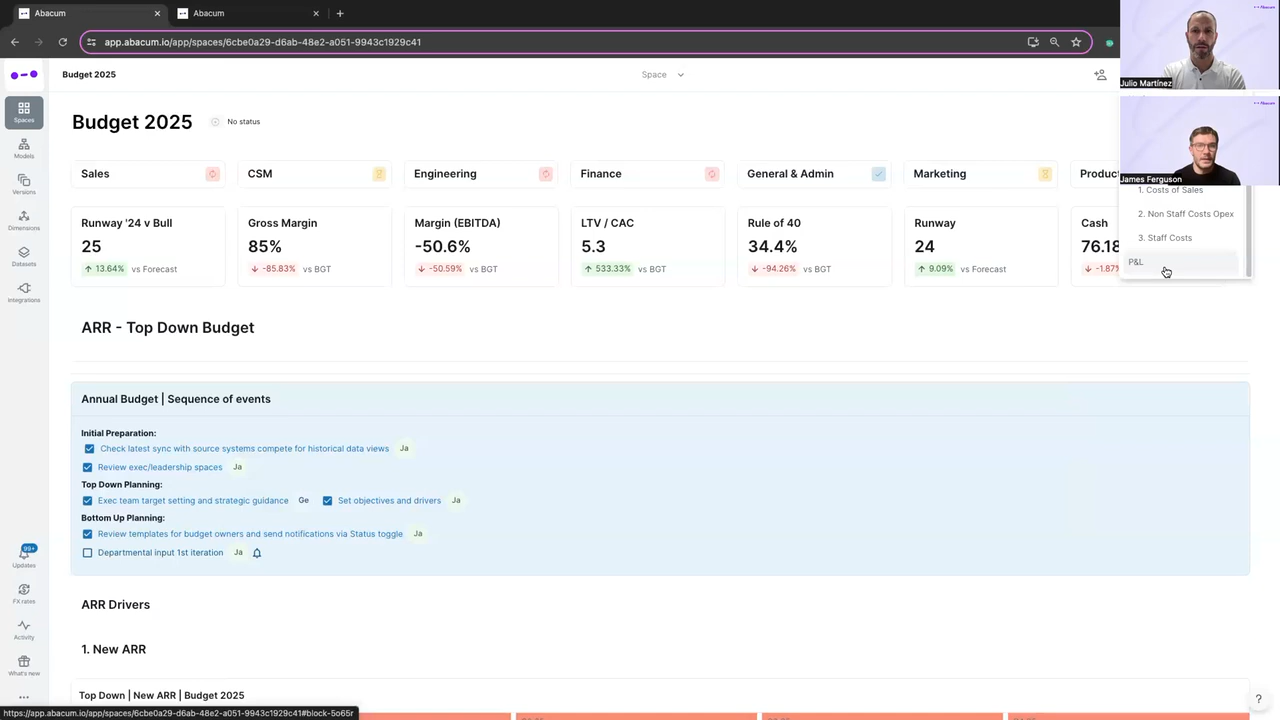 Abacum
Abacum
app.abacum.io/app/spaces/6cbe0a29-d6ab-48e2-a051-9943c1929c41
Budget 2025
Space
Spaces
Models
Versions
Dimensions
Datasets
Integrations
99+
Updates
FX rates
Activity
What's new
Budget 2025
No status
Sales
CSM
Engineering
Finance
General & Admin
Marketing
Product
Runway '24 v Bull
25
13.64% vs Forecast
Gross Margin
85%
-85.83% vs BGT
Margin (EBITDA)
-50.6%
-50.59% vs BGT
LTV / CAC
5.3
533.33% vs BGT
Rule of 40
34.4%
-94.26% vs BGT
Runway
24
9.09% vs Forecast
Cash
76.18
-1.87%
Julio Martínez
James Ferguson
1. Costs of Sales
2. Non Staff Costs Opex
3. Staff Costs
P&L
ARR - Top Down Budget
Annual Budget | Sequence of events
Initial Preparation:
Check latest sync with source systems compete for historical data views Ja
Review exec/leadership spaces Ja
Top Down Planning:
Exec team target setting and strategic guidance Ge Set objectives and drivers Ja
Bottom Up Planning:
Review templates for budget owners and send notifications via Status toggle Ja
Departmental input 1st iteration Ja
ARR Drivers
1. New ARR
Top Down | New ARR | Budget 2025
https://app.abacum.io/app/spaces/6cbe0a29-d6ab-48e2-a051-9943c1929c41#block-5o65r
?